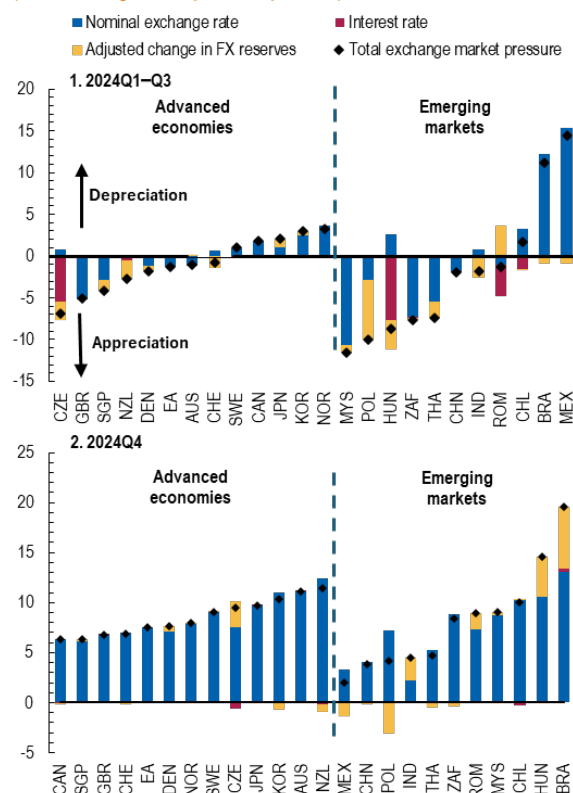 Nominal exchange rate
Interest rate
Adjusted change in FX reserves
Total exchange market pressure
1. 2024Q1–Q3
Advanced economies
Emerging markets
Depreciation
Appreciation
20
15
10
5
0
-5
-10
-15
CZE GBR SGP NZL DEN EA AUS CHE SWE CAN JPN KOR NOR MYS POL HUN ZAF THA CHN IND ROM CHL BRA MEX
2. 2024Q4
Advanced economies
Emerging markets
25
20
15
10
5
0
-5
CAN SGP GBR CHE EA DEN NOR SWE CZE JPN KOR AUS NZL MEX CHN POL IND THA ZAF ROM MYS CHL HUN BRA